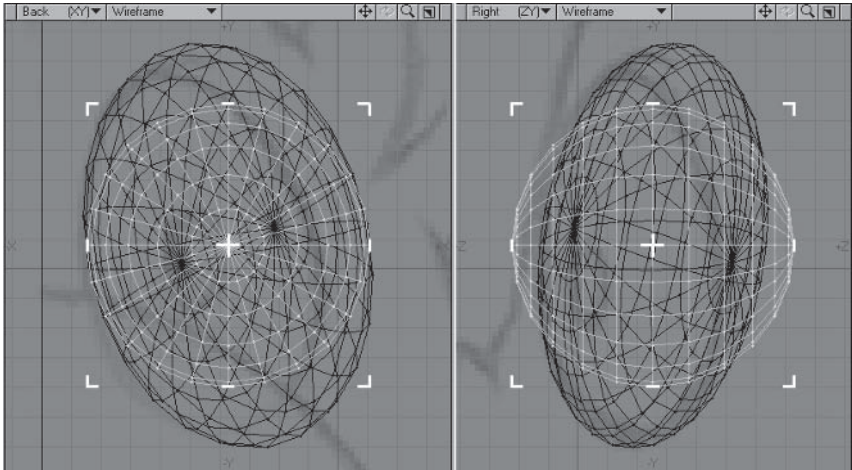 Back (XY) Wireframe
Right (ZY) Wireframe
+Y
+Y
-X
-Z
+Z
-Y
-Y